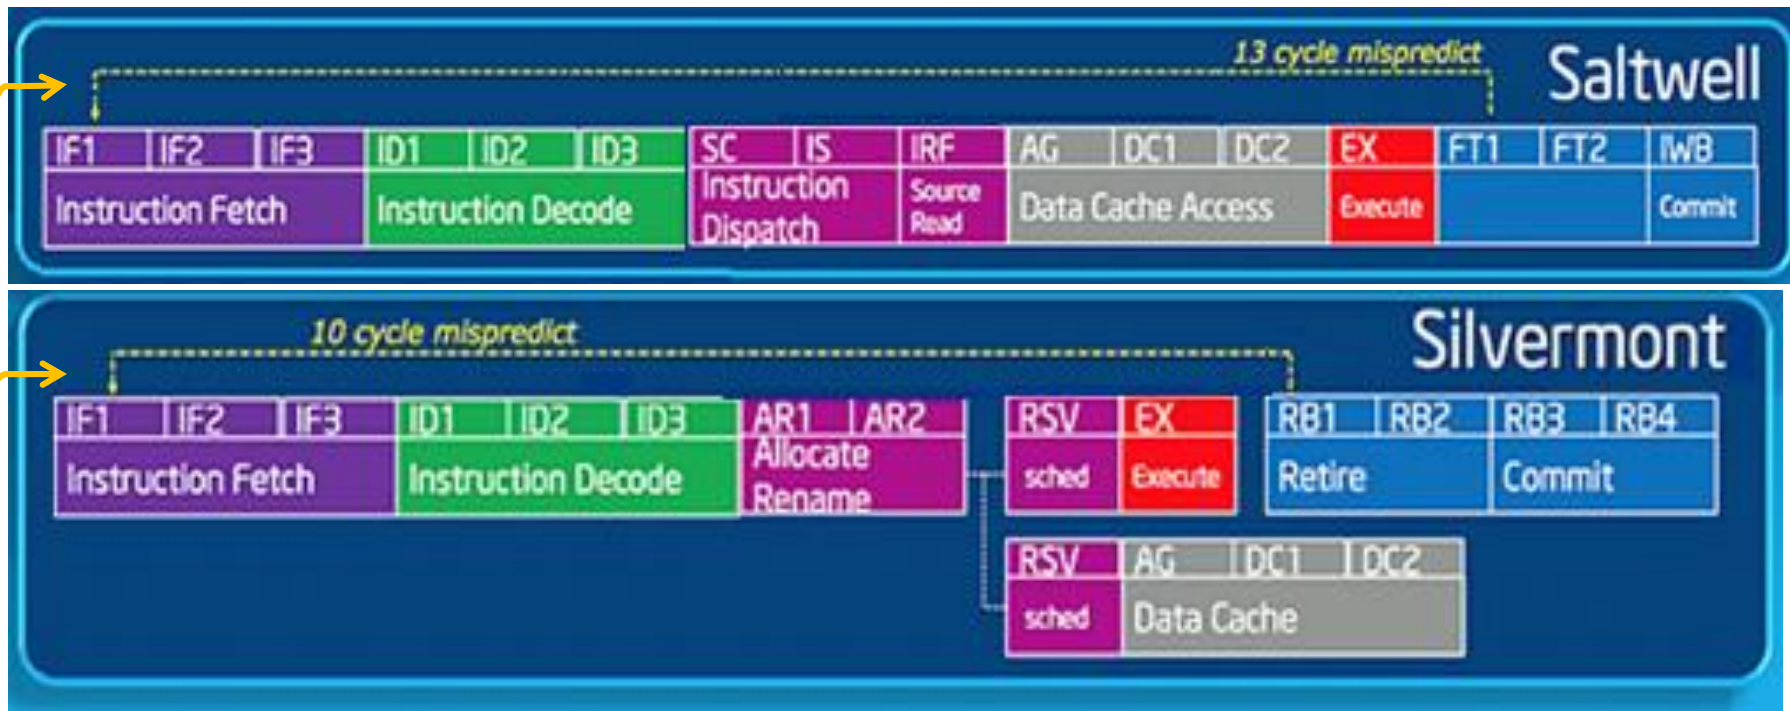 13 cycle mispredict
Saltwell
IF1 IF2 IF3 ID1 ID2 ID3 SC IS IRF AG DC1 DC2 EX FT1 FT2 IWB
Instruction Fetch
Instruction Decode
Instruction
Dispatch
Source
Read
Data Cache Access
Execute
Commit
10 cycle mispredict
Silvermont
IF1 IF2 IF3 ID1 ID2 ID3 AR1 AR2 RSV EX RB1 RB2 RB3 RB4
Instruction Fetch
Instruction Decode
Allocate
Rename
sched
Execute
Retire
Commit
RSV AG DC1 DC2
sched
Data Cache